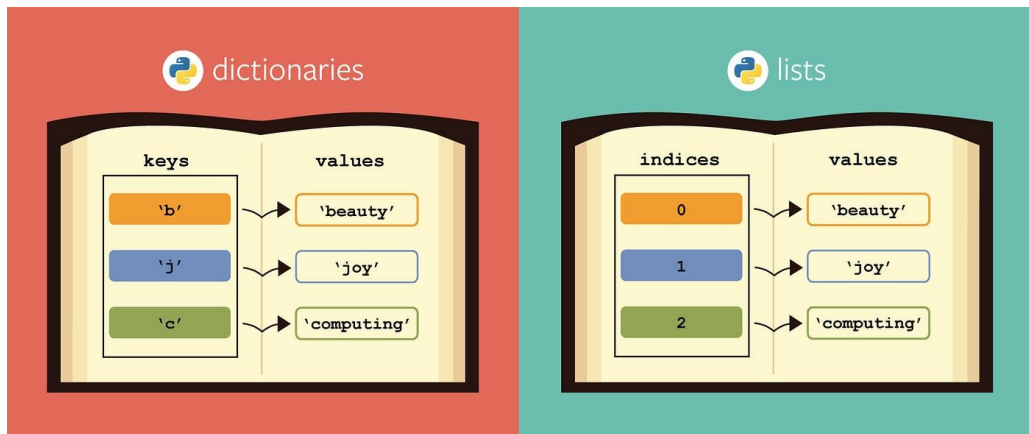 dictionaries
keys values
‘b’ ‘beauty’
‘j’ ‘joy’
‘c’ ‘computing’
lists
indices values
0 ‘beauty’
1 ‘joy’
2 ‘computing’